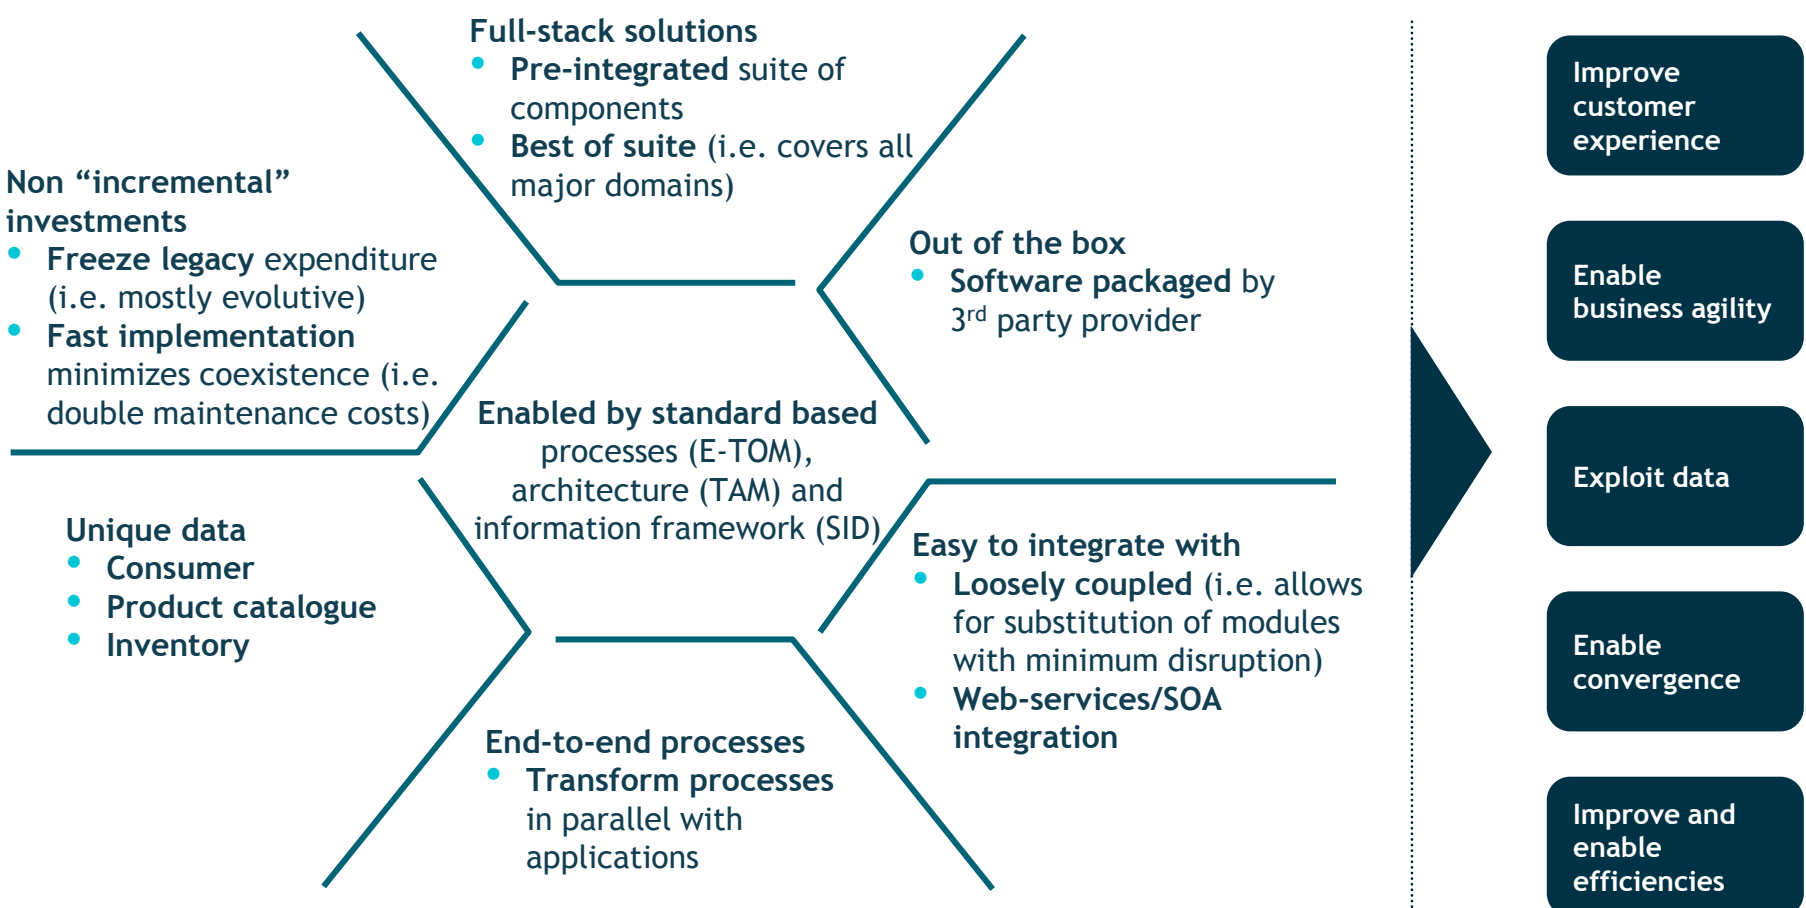 Full-stack solutions
• Pre-integrated suite of
components
• Best of suite (i.e. covers all
major domains)
Non “incremental”
investments
• Freeze legacy expenditure
(i.e. mostly evolutive)
• Fast implementation
minimizes coexistence (i.e.
double maintenance costs)
Out of the box
• Software packaged by
3rd party provider
Enabled by standard based
processes (E-TOM),
architecture (TAM) and
information framework (SID)
Unique data
• Consumer
• Product catalogue
• Inventory
Easy to integrate with
• Loosely coupled (i.e. allows
for substitution of modules
with minimum disruption)
• Web-services/SOA
integration
End-to-end processes
• Transform processes
in parallel with
applications
Improve
customer
experience
Enable
business agility
Exploit data
Enable
convergence
Improve and
enable
efficiencies